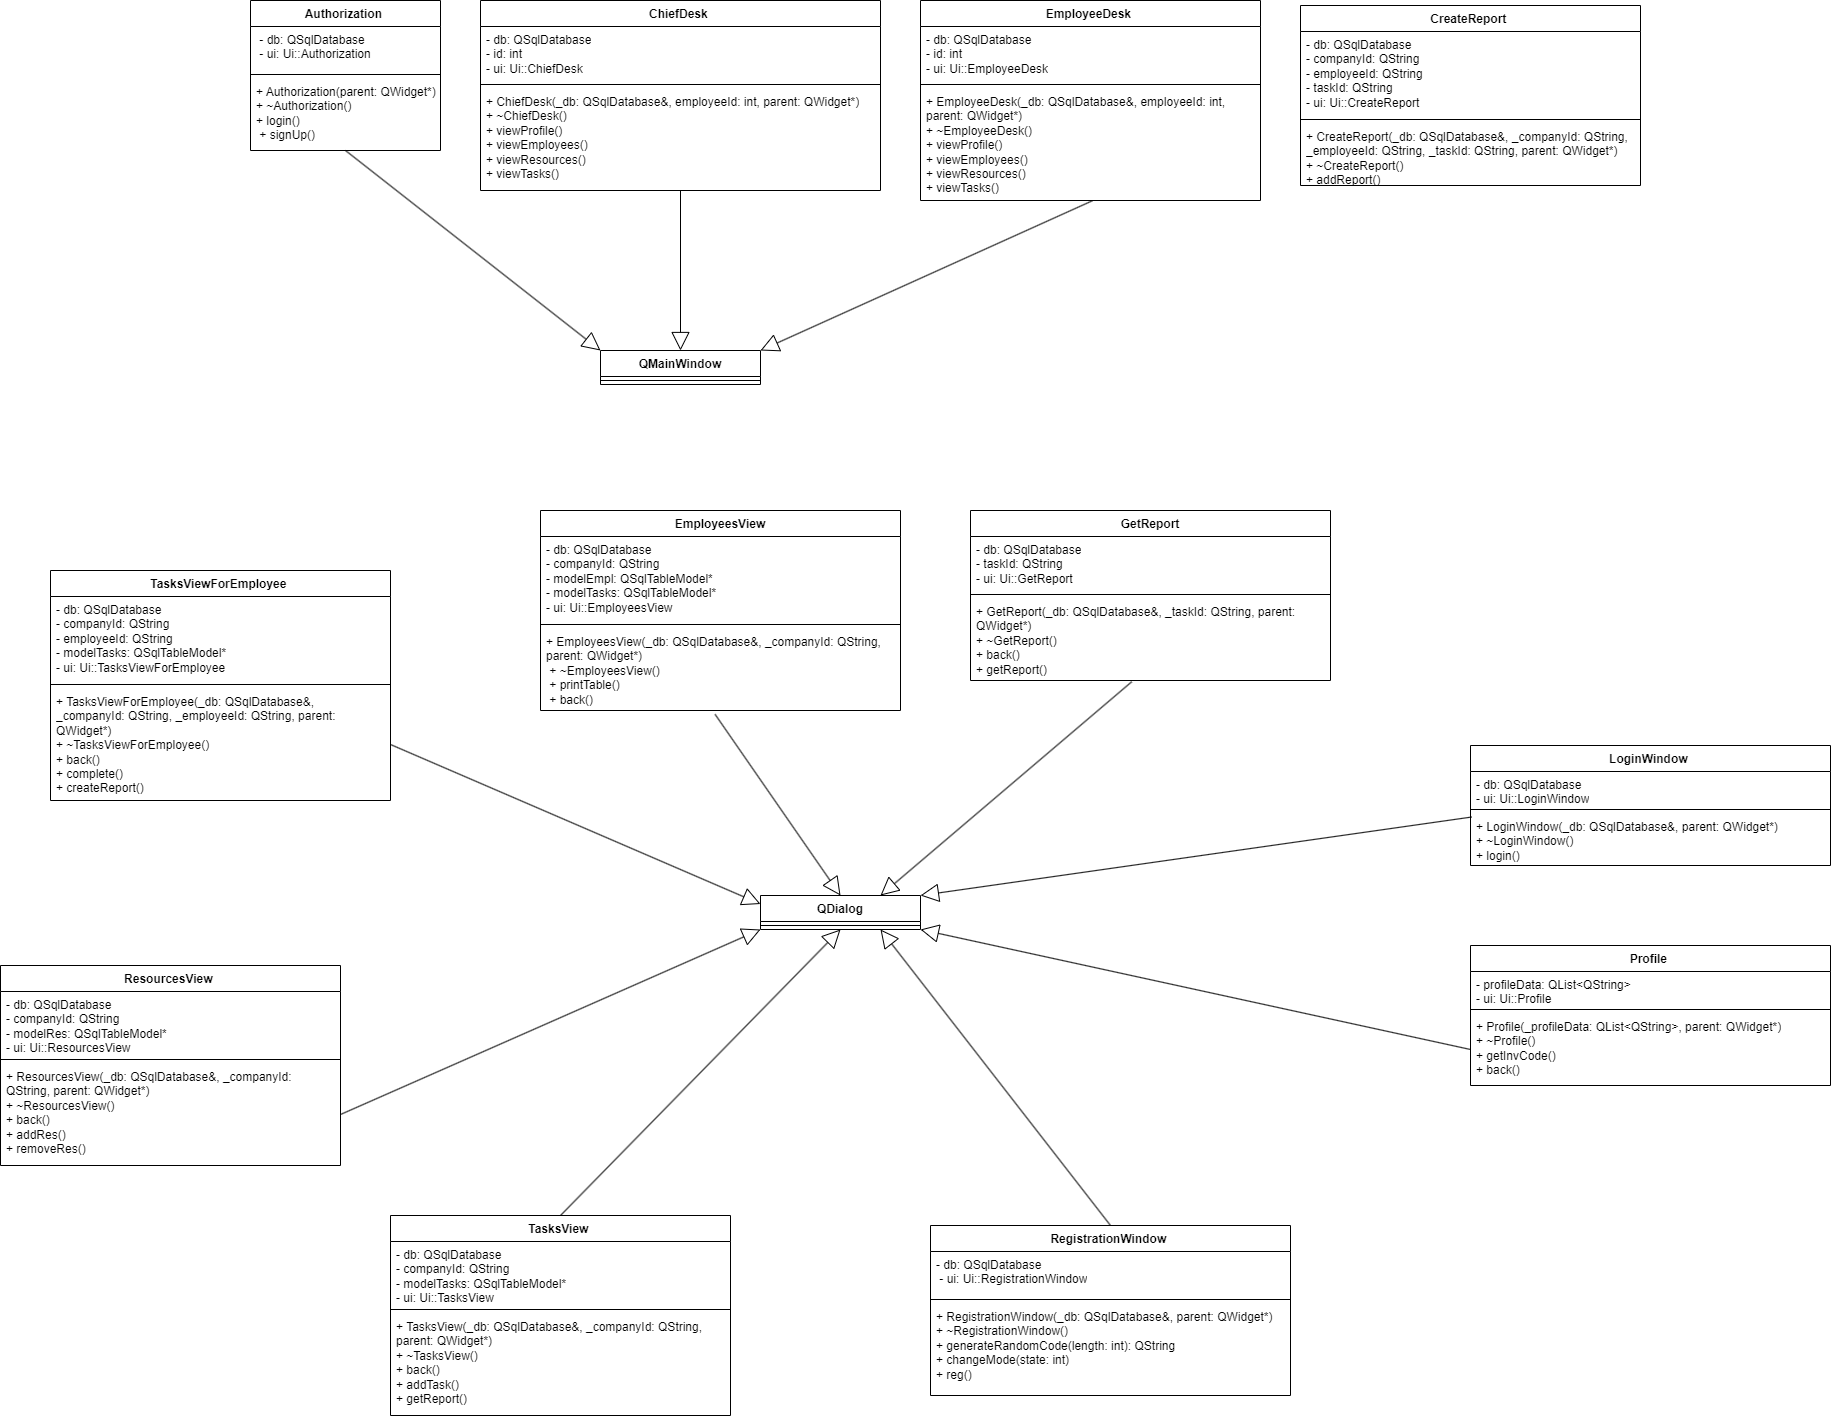 Authorization
- db: QSqlDatabase
- ui: Ui::Authorization
+ Authorization(parent: QWidget*)
+ ~Authorization()
+ login()
+ signUp()
ChiefDesk
- db: QSqlDatabase
- id: int
- ui: Ui::ChiefDesk
+ ChiefDesk(_db: QSqlDatabase&, employeeId: int, parent: QWidget*)
+ ~ChiefDesk()
+ viewProfile()
+ viewEmployees()
+ viewResources()
+ viewTasks()
EmployeeDesk
- db: QSqlDatabase
- id: int
- ui: Ui::EmployeeDesk
+ EmployeeDesk(_db: QSqlDatabase&, employeeId: int,
parent: QWidget*)
+ ~EmployeeDesk()
+ viewProfile()
+ viewEmployees()
+ viewResources()
+ viewTasks()
CreateReport
- db: QSqlDatabase
- companyId: QString
- employeeId: QString
- taskId: QString
- ui: Ui::CreateReport
+ CreateReport(_db: QSqlDatabase&, _companyId: QString,
_employeeId: QString, _taskId: QString, parent: QWidget*)
+ ~CreateReport()
+ addReport()
QMainWindow
EmployeesView
- db: QSqlDatabase
- companyId: QString
- modelEmpl: QSqlTableModel*
- modelTasks: QSqlTableModel*
- ui: Ui::EmployeesView
+ EmployeesView(_db: QSqlDatabase&, _companyId: QString,
parent: QWidget*)
+ ~EmployeesView()
+ printTable()
+ back()
GetReport
- db: QSqlDatabase
- taskId: QString
- ui: Ui::GetReport
+ GetReport(_db: QSqlDatabase&, _taskId: QString, parent:
QWidget*)
+ ~GetReport()
+ back()
+ getReport()
TasksViewForEmployee
- db: QSqlDatabase
- companyId: QString
- employeeId: QString
- modelTasks: QSqlTableModel*
- ui: Ui::TasksViewForEmployee
+ TasksViewForEmployee(_db: QSqlDatabase&,
_companyId: QString, _employeeId: QString, parent:
QWidget*)
+ ~TasksViewForEmployee()
+ back()
+ complete()
+ createReport()
LoginWindow
- db: QSqlDatabase
- ui: Ui::LoginWindow
+ LoginWindow(_db: QSqlDatabase&, parent: QWidget*)
+ ~LoginWindow()
+ login()
QDialog
Profile
- profileData: QList<QString>
- ui: Ui::Profile
+ Profile(_profileData: QList<QString>, parent: QWidget*)
+ ~Profile()
+ getInvCode()
+ back()
ResourcesView
- db: QSqlDatabase
- companyId: QString
- modelRes: QSqlTableModel*
- ui: Ui::ResourcesView
+ ResourcesView(_db: QSqlDatabase&, _companyId:
QString, parent: QWidget*)
+ ~ResourcesView()
+ back()
+ addRes()
+ removeRes()
TasksView
- db: QSqlDatabase
- companyId: QString
- modelTasks: QSqlTableModel*
- ui: Ui::TasksView
+ TasksView(_db: QSqlDatabase&, _companyId: QString,
parent: QWidget*)
+ ~TasksView()
+ back()
+ addTask()
+ getReport()
RegistrationWindow
- db: QSqlDatabase
- ui: Ui::RegistrationWindow
+ RegistrationWindow(_db: QSqlDatabase&, parent: QWidget*)
+ ~RegistrationWindow()
+ generateRandomCode(length: int): QString
+ changeMode(state: int)
+ reg()